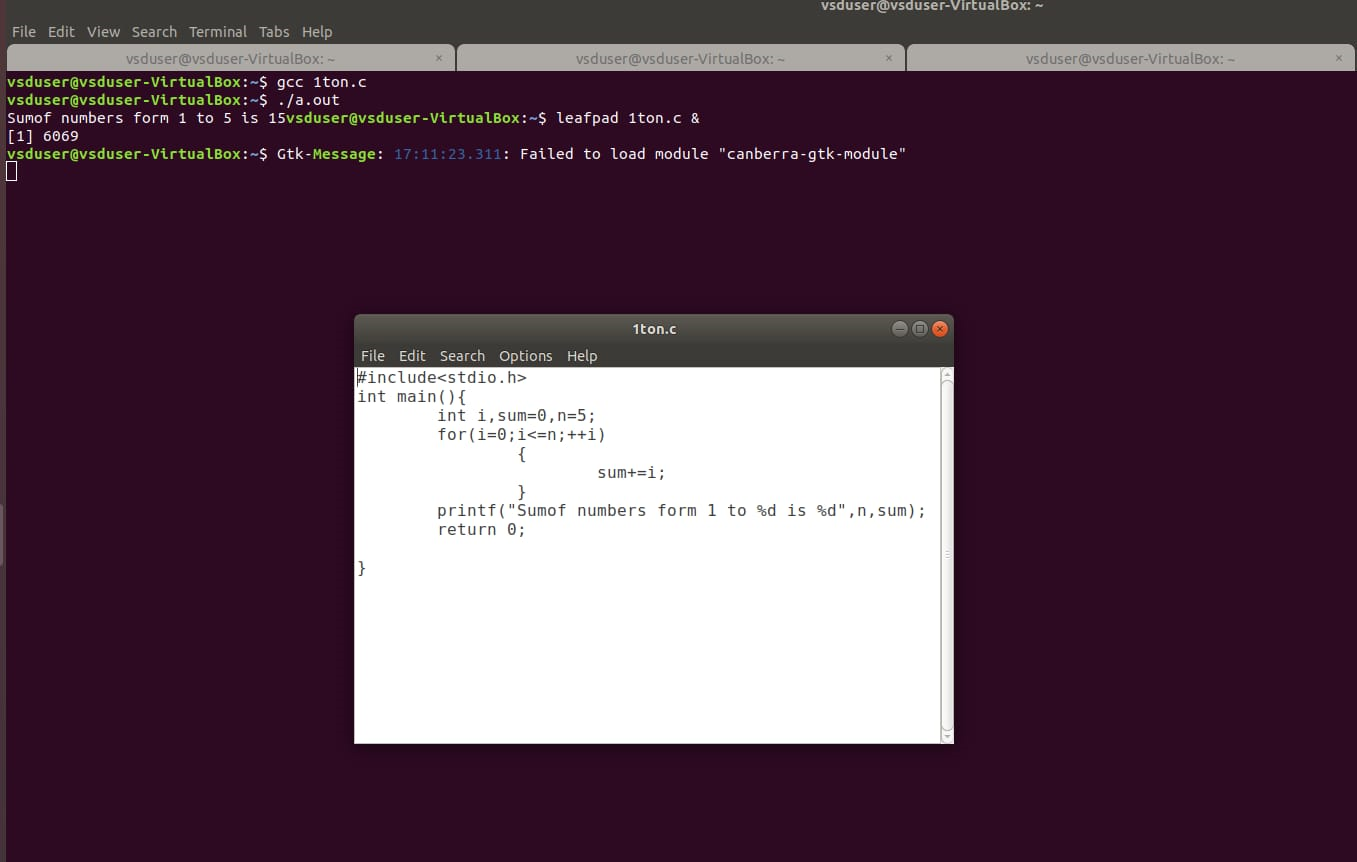 vsduser@vsduser-VirtualBox: ~
File Edit View Search Terminal Tabs Help
vsduser@vsduser-VirtualBox: ~ × vsduser@vsduser-VirtualBox: ~ × vsduser@vsduser-VirtualBox: ~ ×
vsduser@vsduser-VirtualBox:~$ gcc 1ton.c
vsduser@vsduser-VirtualBox:~$ ./a.out
Sumof numbers form 1 to 5 is 15vsduser@vsduser-VirtualBox:~$ leafpad 1ton.c &
[1] 6069
vsduser@vsduser-VirtualBox:~$ Gtk-Message: 17:11:23.311: Failed to load module "canberra-gtk-module"
1ton.c
File Edit Search Options Help
#include<stdio.h>
int main(){
        int i,sum=0,n=5;
        for(i=0;i<=n;++i)
                {
                        sum+=i;
                }
        printf("Sumof numbers form 1 to %d is %d",n,sum);
        return 0;
}